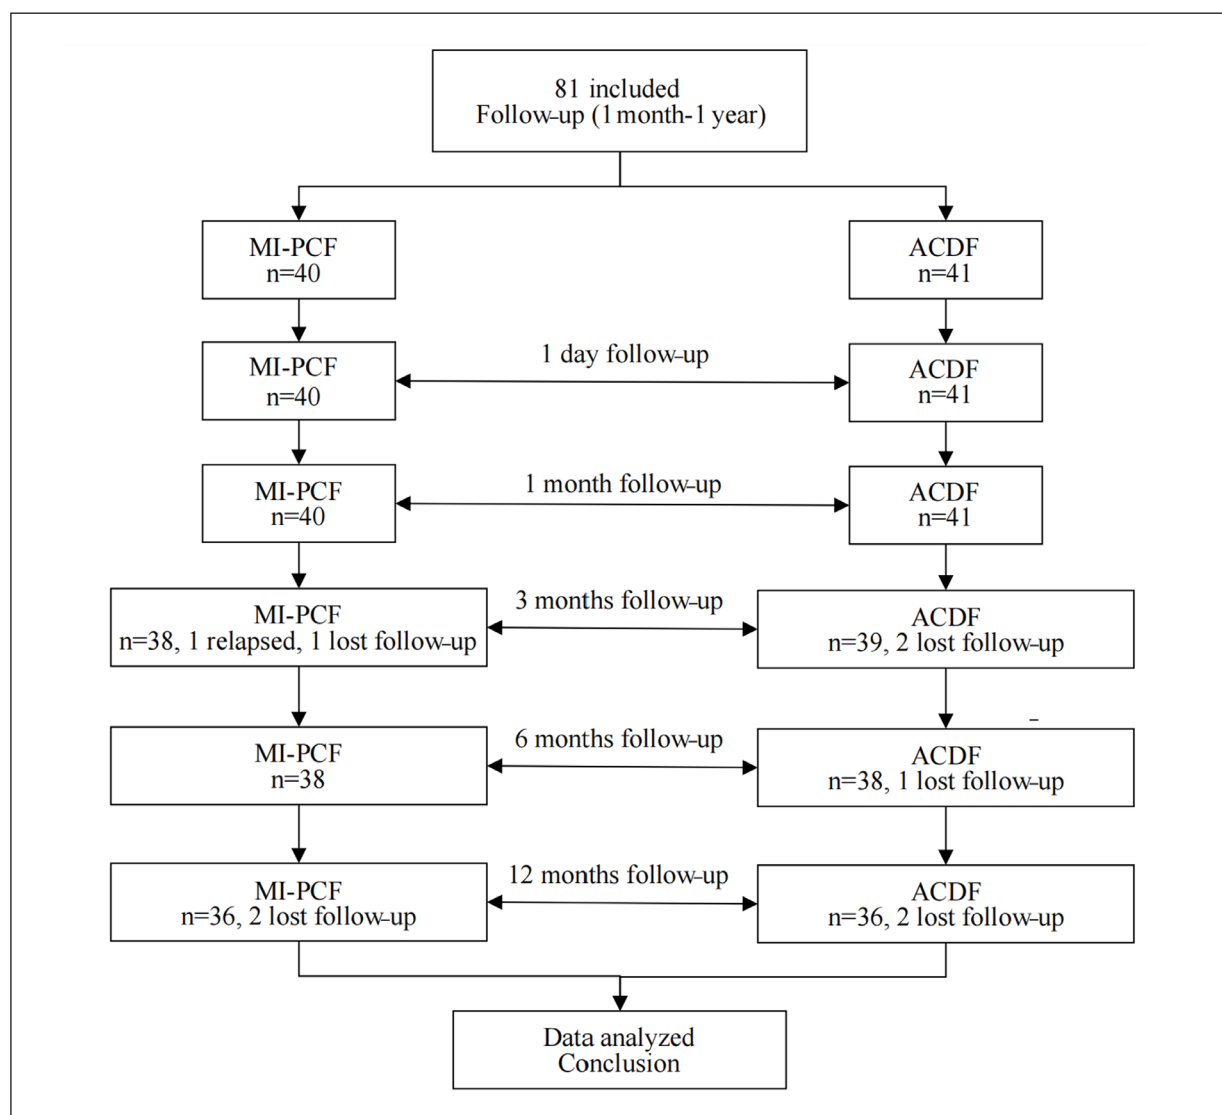 81 included
Follow-up (1 month-1 year)
MI-PCF
n=40
ACDF
n=41
MI-PCF
n=40
1 day follow-up
ACDF
n=41
MI-PCF
n=40
1 month follow-up
ACDF
n=41
MI-PCF
n=38, 1 relapsed, 1 lost follow-up
3 months follow-up
ACDF
n=39, 2 lost follow-up
MI-PCF
n=38
6 months follow-up
ACDF
n=38, 1 lost follow-up
MI-PCF
n=36, 2 lost follow-up
12 months follow-up
ACDF
n=36, 2 lost follow-up
Data analyzed
Conclusion